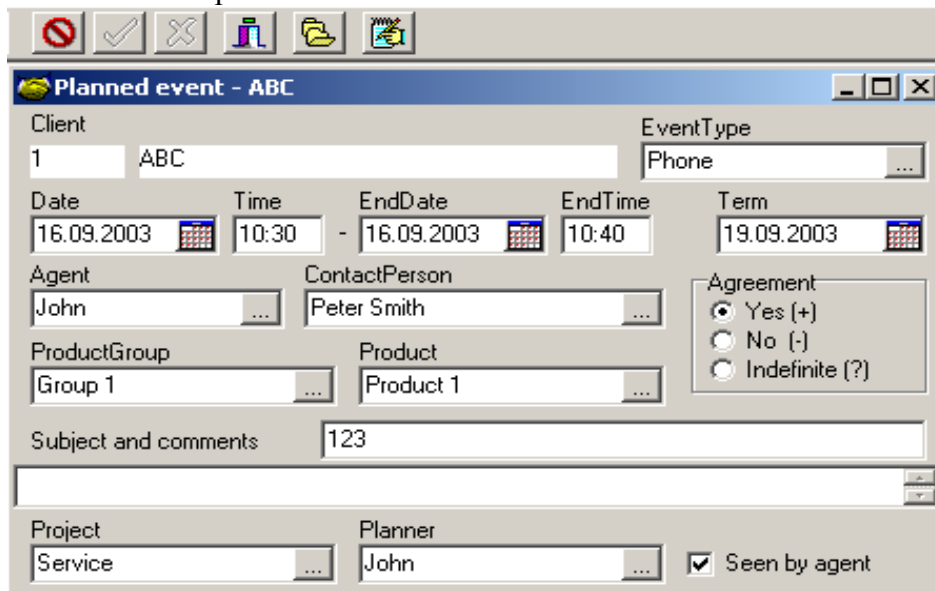 Planned event - ABC
Client EventType
1 ABC Phone ...
Date Time EndDate EndTime Term
16.09.2003 10:30 - 16.09.2003 10:40 19.09.2003
Agent ContactPerson Agreement
John ... Peter Smith ... Yes (+)
No (-)
ProductGroup Product Indefinite (?)
Group 1 ... Product 1 ...
Subject and comments 123
Project Planner
Service ... John ... Seen by agent